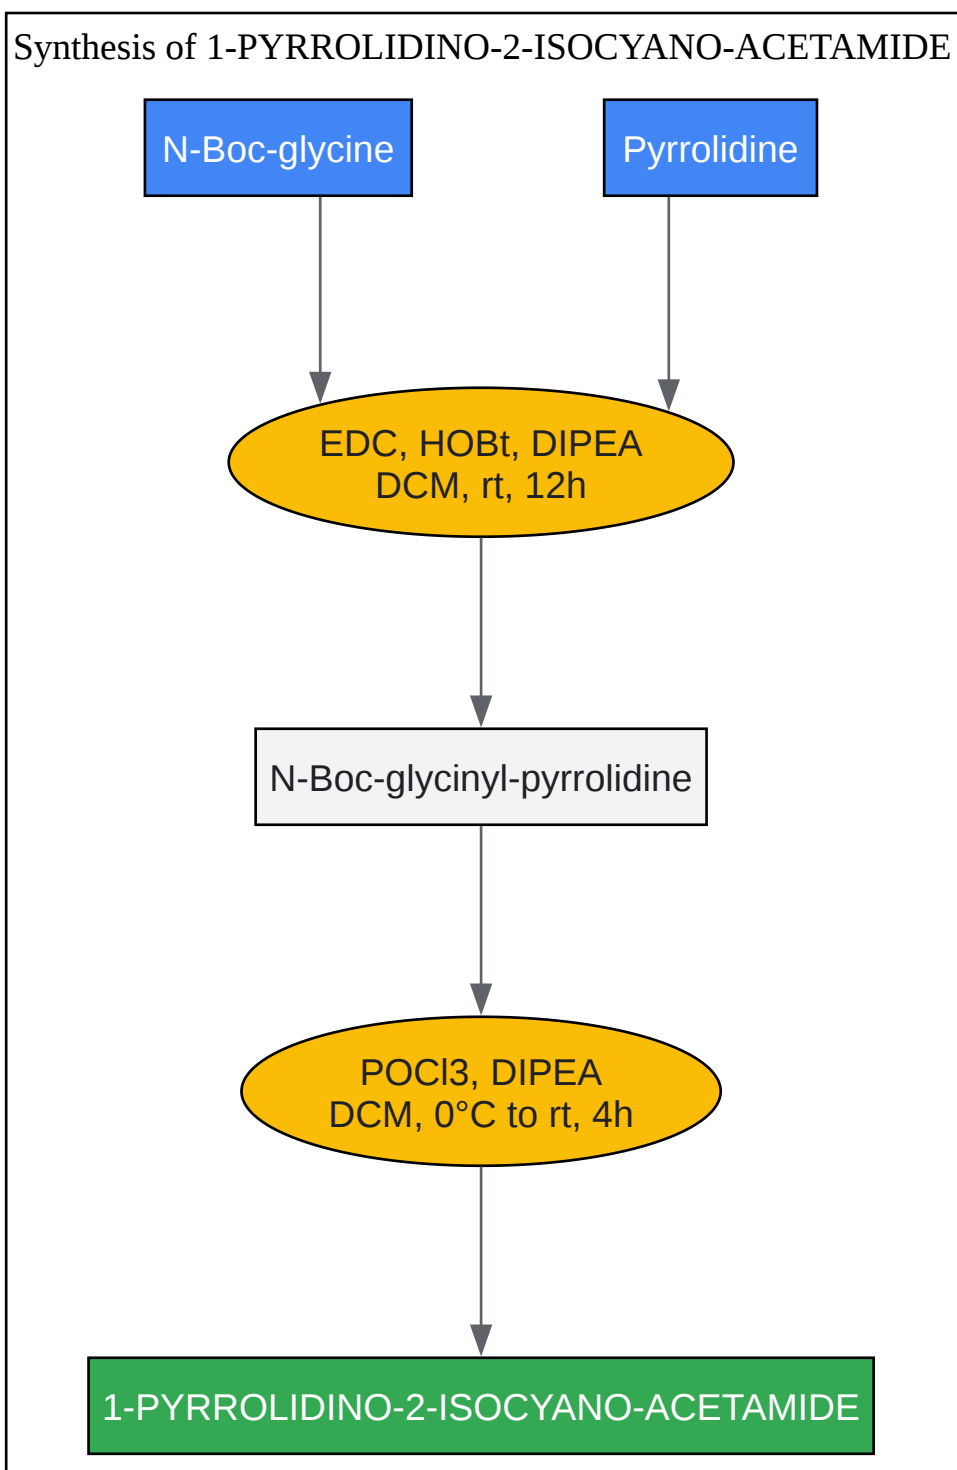 Synthesis of 1-PYRROLIDINO-2-ISOCYANO-ACETAMIDE
N-Boc-glycine
Pyrrolidine
EDC, HOBt, DIPEA
DCM, rt, 12h
N-Boc-glycinyl-pyrrolidine
POCl3, DIPEA
DCM, 0°C to rt, 4h
1-PYRROLIDINO-2-ISOCYANO-ACETAMIDE